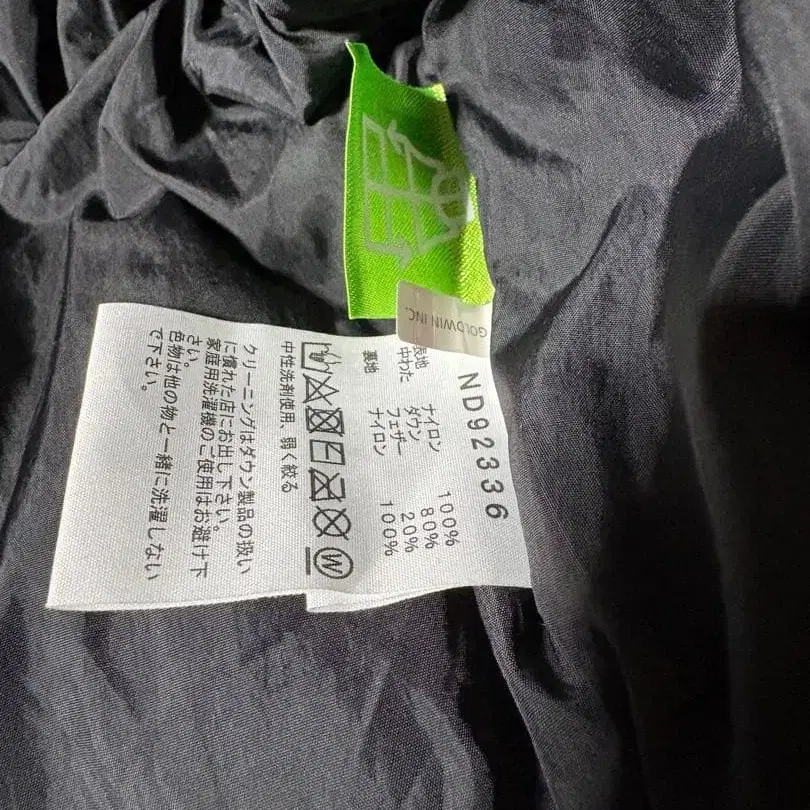 GOLDWIN INC.
ND92336
表地 ナイロン 100%
中わた ダウン 80%
フェザー 20%
裏地 ナイロン 100%
W
中性洗剤使用、弱く絞る
クリーニングはダウン製品の扱い
に慣れた店にお出し下さい。
家庭用洗濯機のご使用はお避け下
さい。
色物は他の物と一緒に洗濯しない
で下さい。